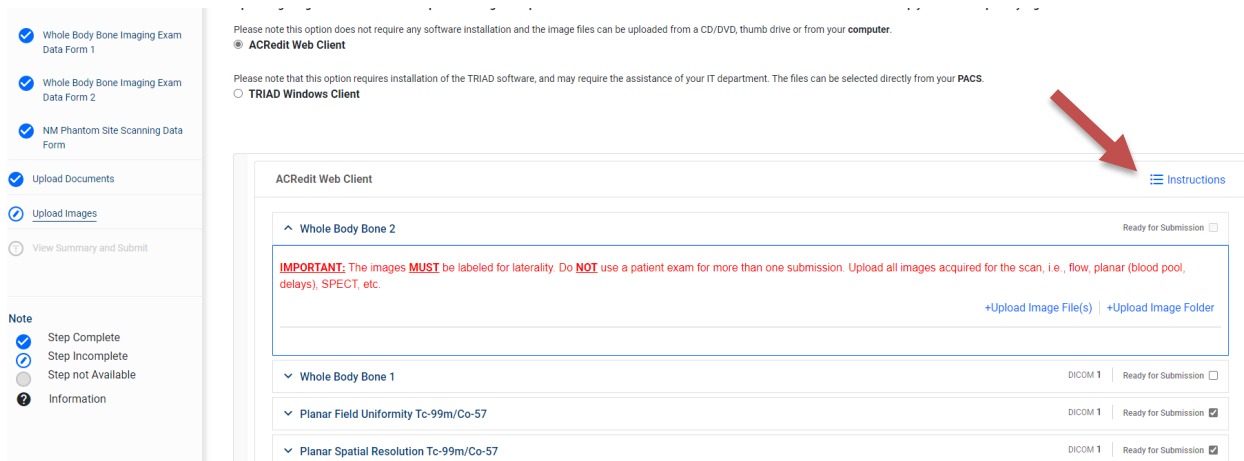 Whole Body Bone Imaging Exam
Data Form 1
Whole Body Bone Imaging Exam
Data Form 2
NM Phantom Site Scanning Data
Form
Upload Documents
Upload Images
View Summary and Submit
Note
Step Complete
Step Incomplete
Step not Available
? Information
Please note this option does not require any software installation and the image files can be uploaded from a CD/DVD, thumb drive or from your computer.
ACRedit Web Client
Please note that this option requires installation of the TRIAD software, and may require the assistance of your IT department. The files can be selected directly from your PACS.
TRIAD Windows Client
ACRedit Web Client
Instructions
Whole Body Bone 2
Ready for Submission
IMPORTANT: The images MUST be labeled for laterality. Do NOT use a patient exam for more than one submission. Upload all images acquired for the scan, i.e., flow, planar (blood pool,
delays), SPECT, etc.
+Upload Image File(s) | +Upload Image Folder
Whole Body Bone 1
DICOM 1 | Ready for Submission
Planar Field Uniformity Tc-99m/Co-57
DICOM 1 | Ready for Submission
Planar Spatial Resolution Tc-99m/Co-57
DICOM 1 | Ready for Submission